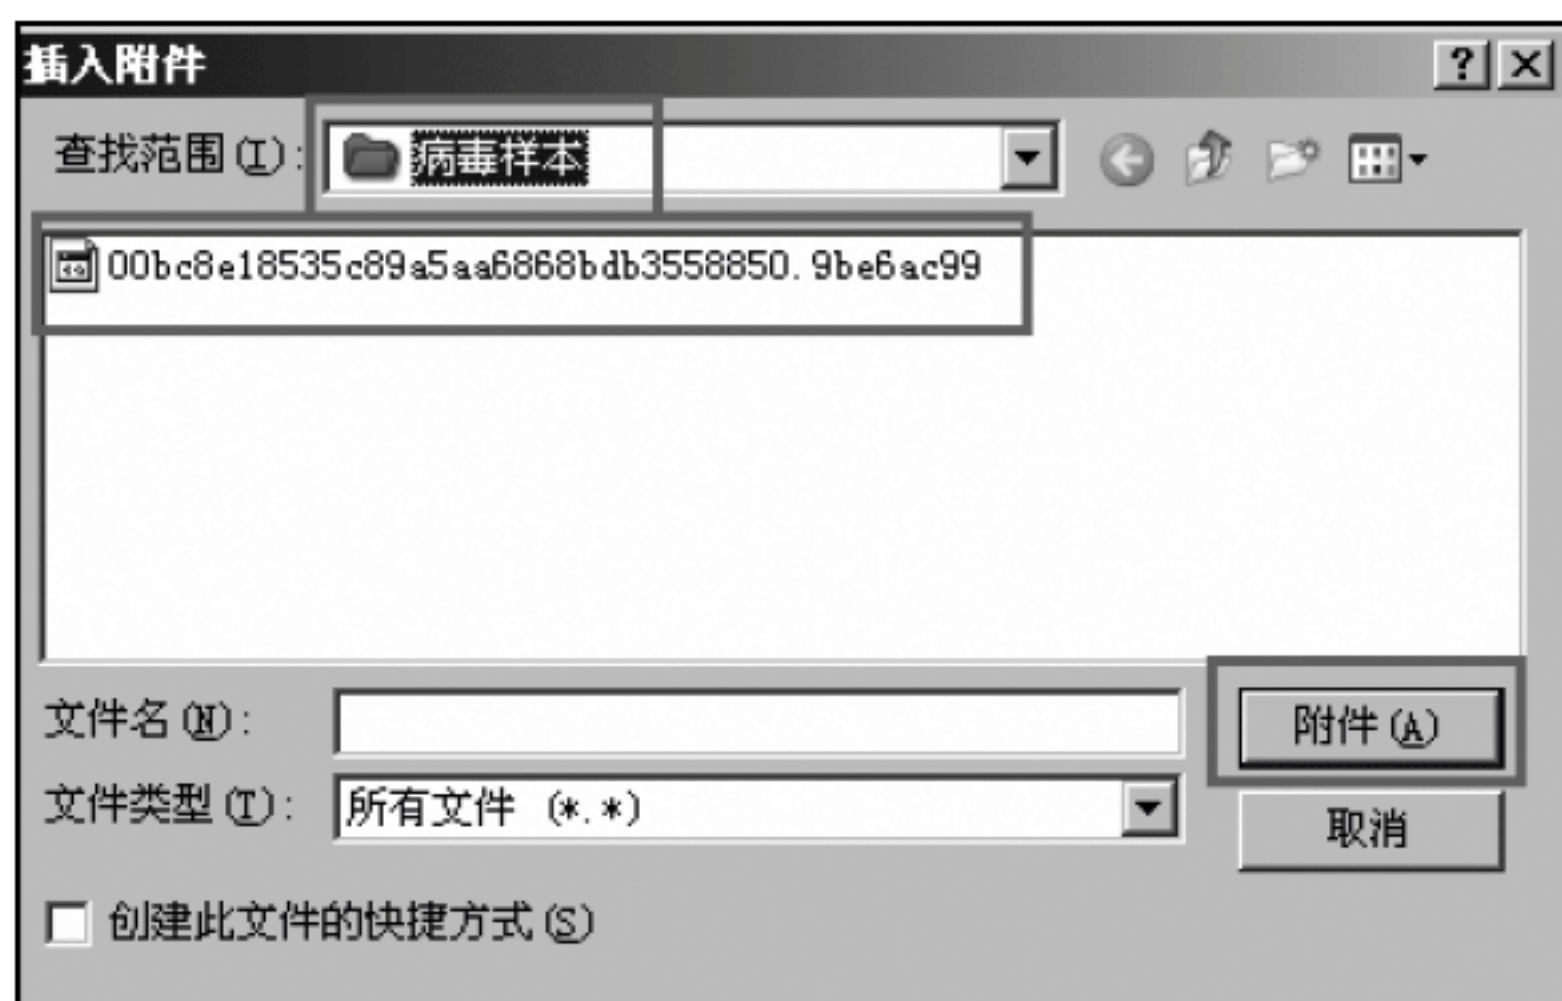 插入附件
查找范围(I): 病毒样本
00bc8e18535c89a5aa6868bdb3558850.9be6ac99
文件名(N): 附件(A)
文件类型(T): 所有文件 (*.*) 取消
创建此文件的快捷方式(S)